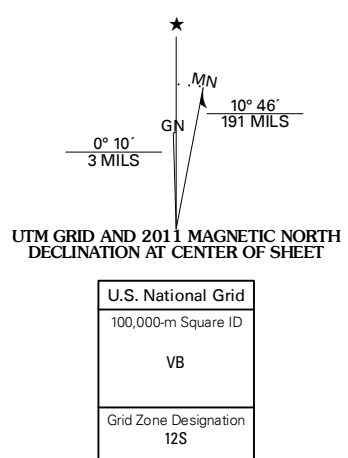 ★
MN
GN
10° 46´
191 MILS
0° 10´
3 MILS
UTM GRID AND 2011 MAGNETIC NORTH
DECLINATION AT CENTER OF SHEET
U.S. National Grid
100,000-m Square ID
VB
Grid Zone Designation
12S